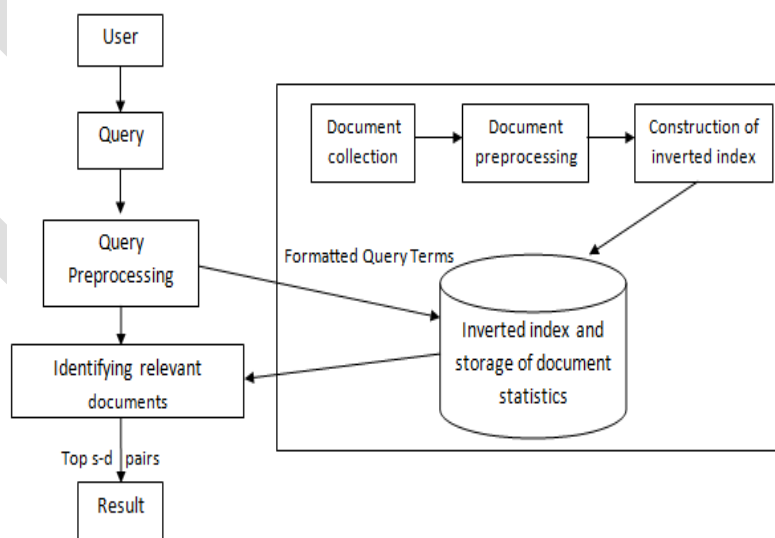 User
Query
Query
Preprocessing
Identifying relevant
documents
Top s-d pairs
Result
Document
collection
Document
preprocessing
Construction of
inverted index
Formatted Query Terms
Inverted index and
storage of document
statistics